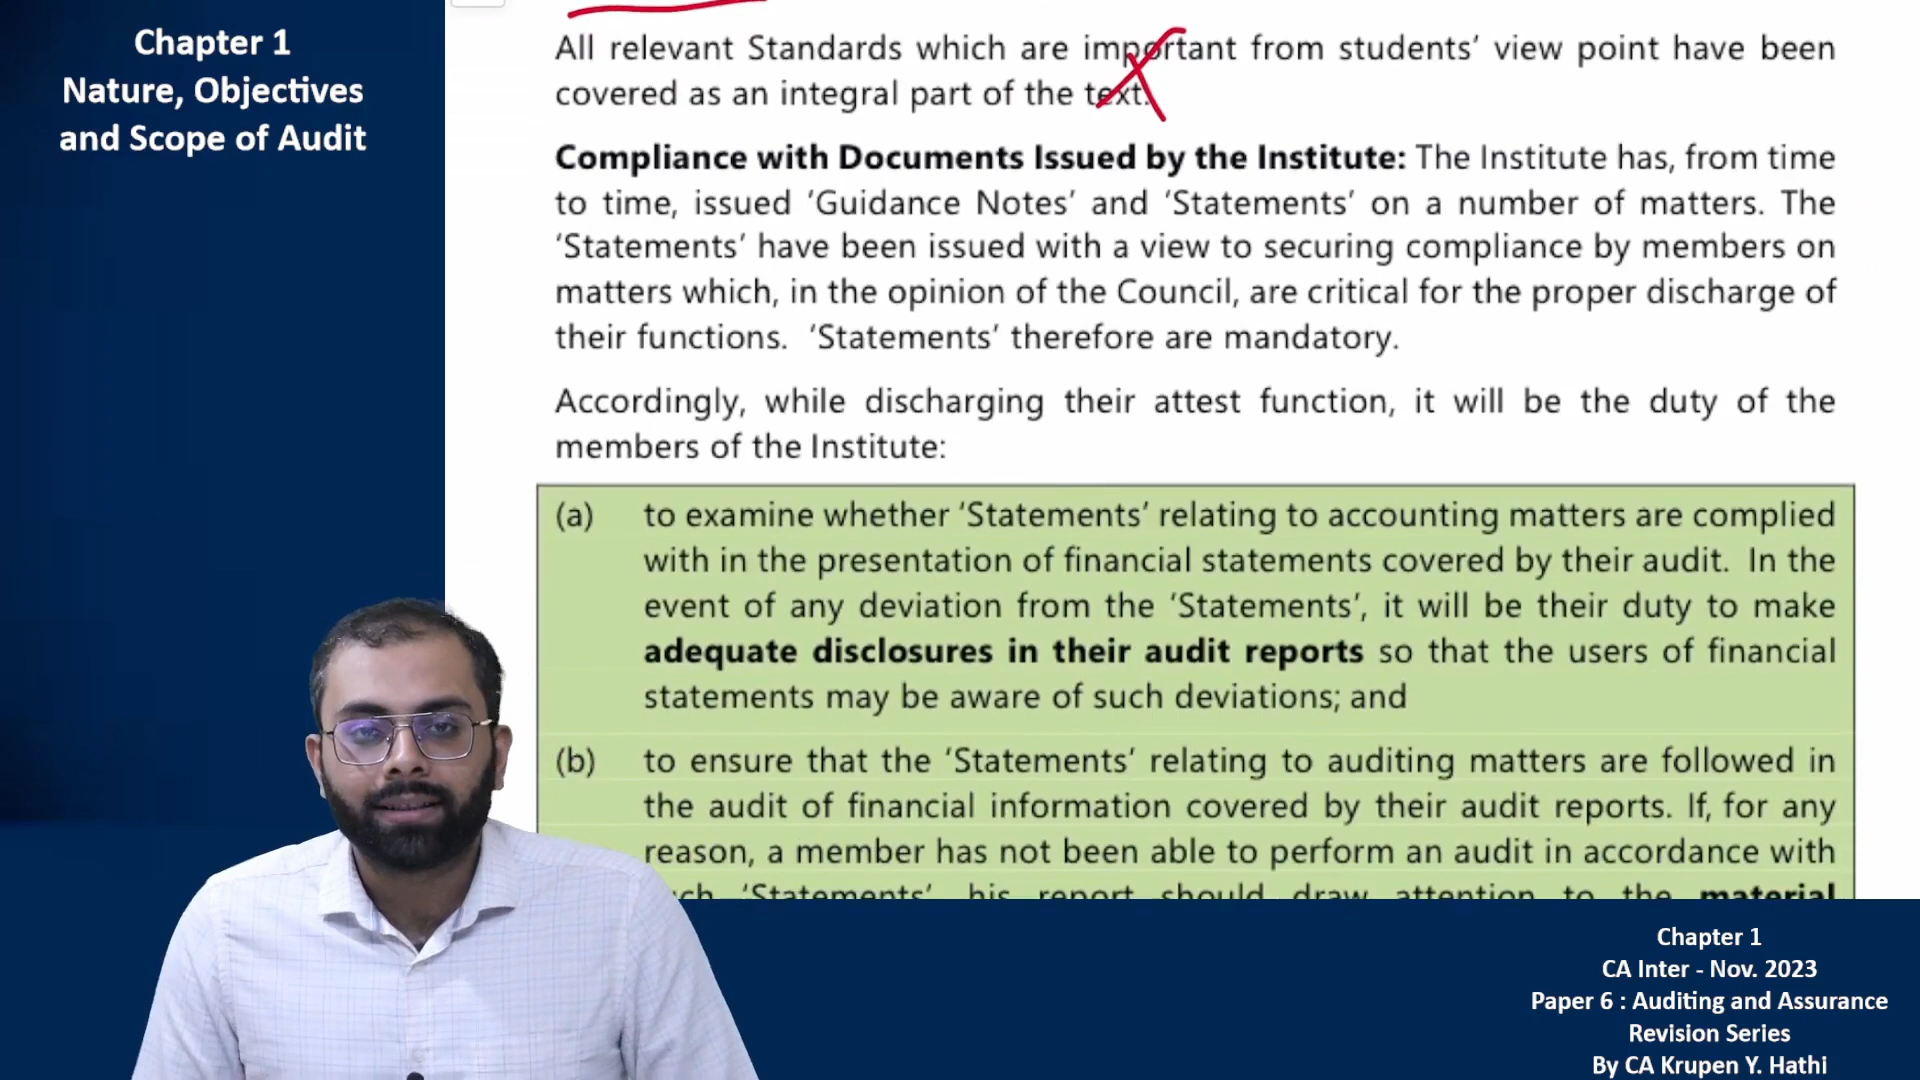 Chapter 1
Nature, Objectives
and Scope of Audit
All relevant Standards which are important from students’ view point have been
covered as an integral part of the text.
Compliance with Documents Issued by the Institute: The Institute has, from time
to time, issued ‘Guidance Notes’ and ‘Statements’ on a number of matters. The
‘Statements’ have been issued with a view to securing compliance by members on
matters which, in the opinion of the Council, are critical for the proper discharge of
their functions. ‘Statements’ therefore are mandatory.
Accordingly, while discharging their attest function, it will be the duty of the
members of the Institute:
(a) to examine whether ‘Statements’ relating to accounting matters are complied
with in the presentation of financial statements covered by their audit. In the
event of any deviation from the ‘Statements’, it will be their duty to make
adequate disclosures in their audit reports so that the users of financial
statements may be aware of such deviations; and
(b) to ensure that the ‘Statements’ relating to auditing matters are followed in
the audit of financial information covered by their audit reports. If, for any
reason, a member has not been able to perform an audit in accordance with
‘Statements’ his report should draw attention to the material
Chapter 1
CA Inter - Nov. 2023
Paper 6 : Auditing and Assurance
Revision Series
By CA Krupen Y. Hathi